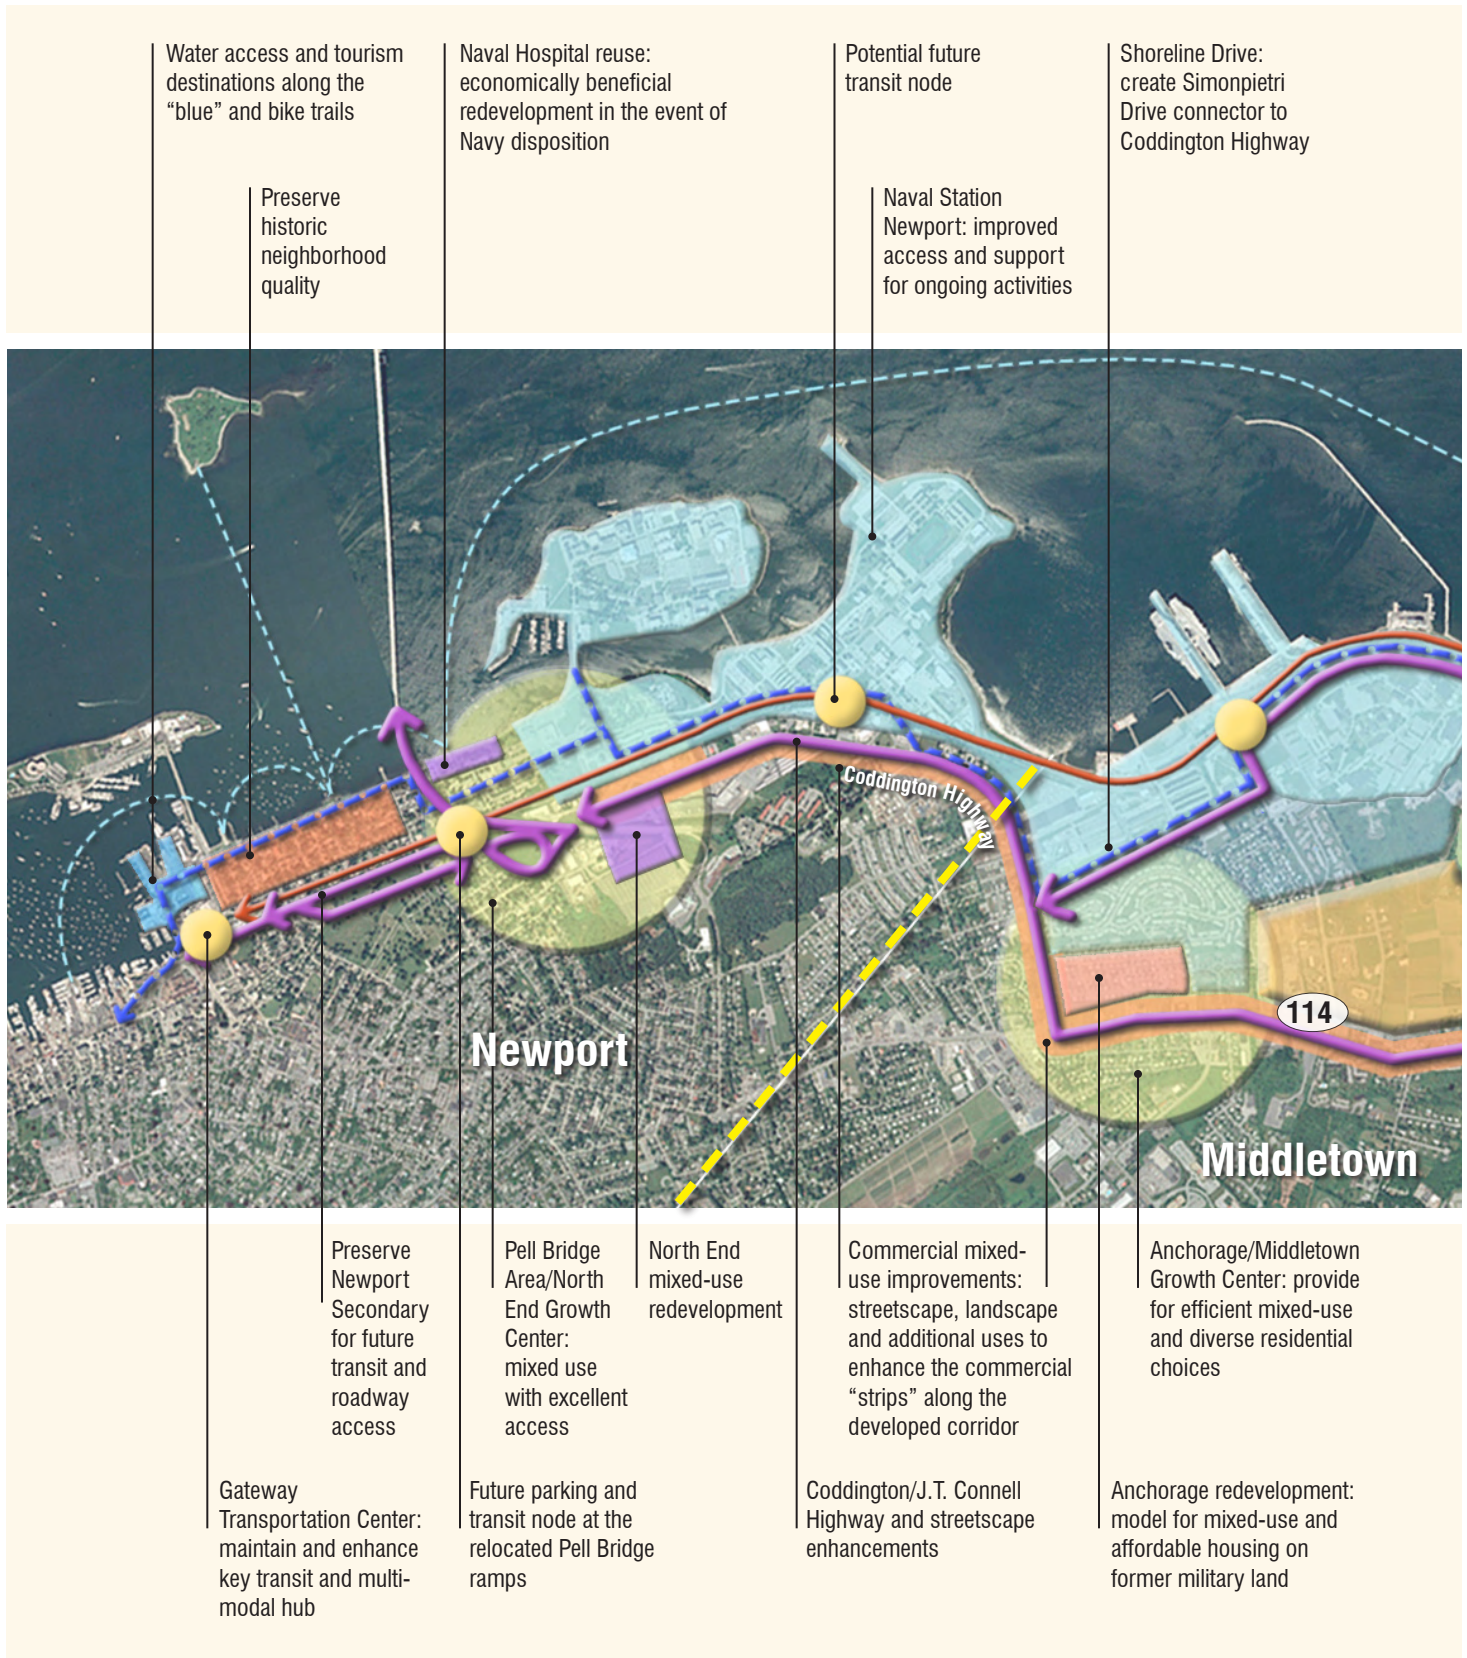 Water access and tourism
destinations along the
“blue” and bike trails
Naval Hospital reuse:
economically beneficial
redevelopment in the event of
Navy disposition
Potential future
transit node
Shoreline Drive:
create Simonpietri
Drive connector to
Coddington Highway
Preserve
historic
neighborhood
quality
Naval Station
Newport: improved
access and support
for ongoing activities
Coddington Highway
114
Newport
Middletown
Preserve
Newport
Secondary
for future
transit and
roadway
access
Pell Bridge
Area/North
End Growth
Center:
mixed use
with excellent
access
North End
mixed-use
redevelopment
Commercial mixed-
use improvements:
streetscape, landscape
and additional uses to
enhance the commercial
“strips” along the
developed corridor
Anchorage/Middletown
Growth Center: provide
for efficient mixed-use
and diverse residential
choices
Gateway
Transportation Center:
maintain and enhance
key transit and multi-
modal hub
Future parking and
transit node at the
relocated Pell Bridge
ramps
Coddington/J.T. Connell
Highway and streetscape
enhancements
Anchorage redevelopment:
model for mixed-use and
affordable housing on
former military land